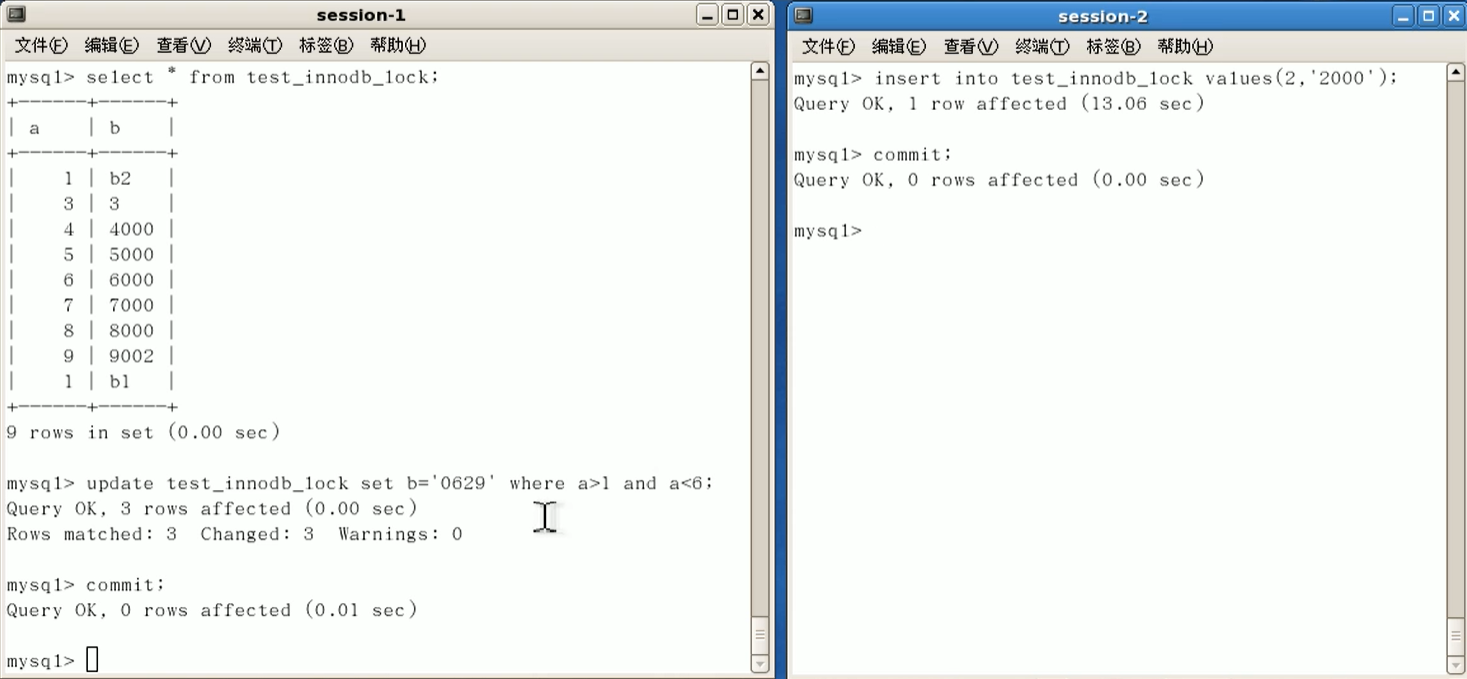 session-1
文件(F) 编辑(E) 查看(V) 终端(T) 标签(B) 帮助(H)
mysql> select * from test_innodb_lock;
+------+------+
| a    | b    |
+------+------+
|    1 | b2   |
|    3 | 3    |
|    4 | 4000 |
|    5 | 5000 |
|    6 | 6000 |
|    7 | 7000 |
|    8 | 8000 |
|    9 | 9002 |
|    1 | b1   |
+------+------+
9 rows in set (0.00 sec)
mysql> update test_innodb_lock set b='0629' where a>1 and a<6;
Query OK, 3 rows affected (0.00 sec)
Rows matched: 3  Changed: 3  Warnings: 0
mysql> commit;
Query OK, 0 rows affected (0.01 sec)
mysql>
session-2
文件(F) 编辑(E) 查看(V) 终端(T) 标签(B) 帮助(H)
mysql> insert into test_innodb_lock values(2,'2000');
Query OK, 1 row affected (13.06 sec)
mysql> commit;
Query OK, 0 rows affected (0.00 sec)
mysql>